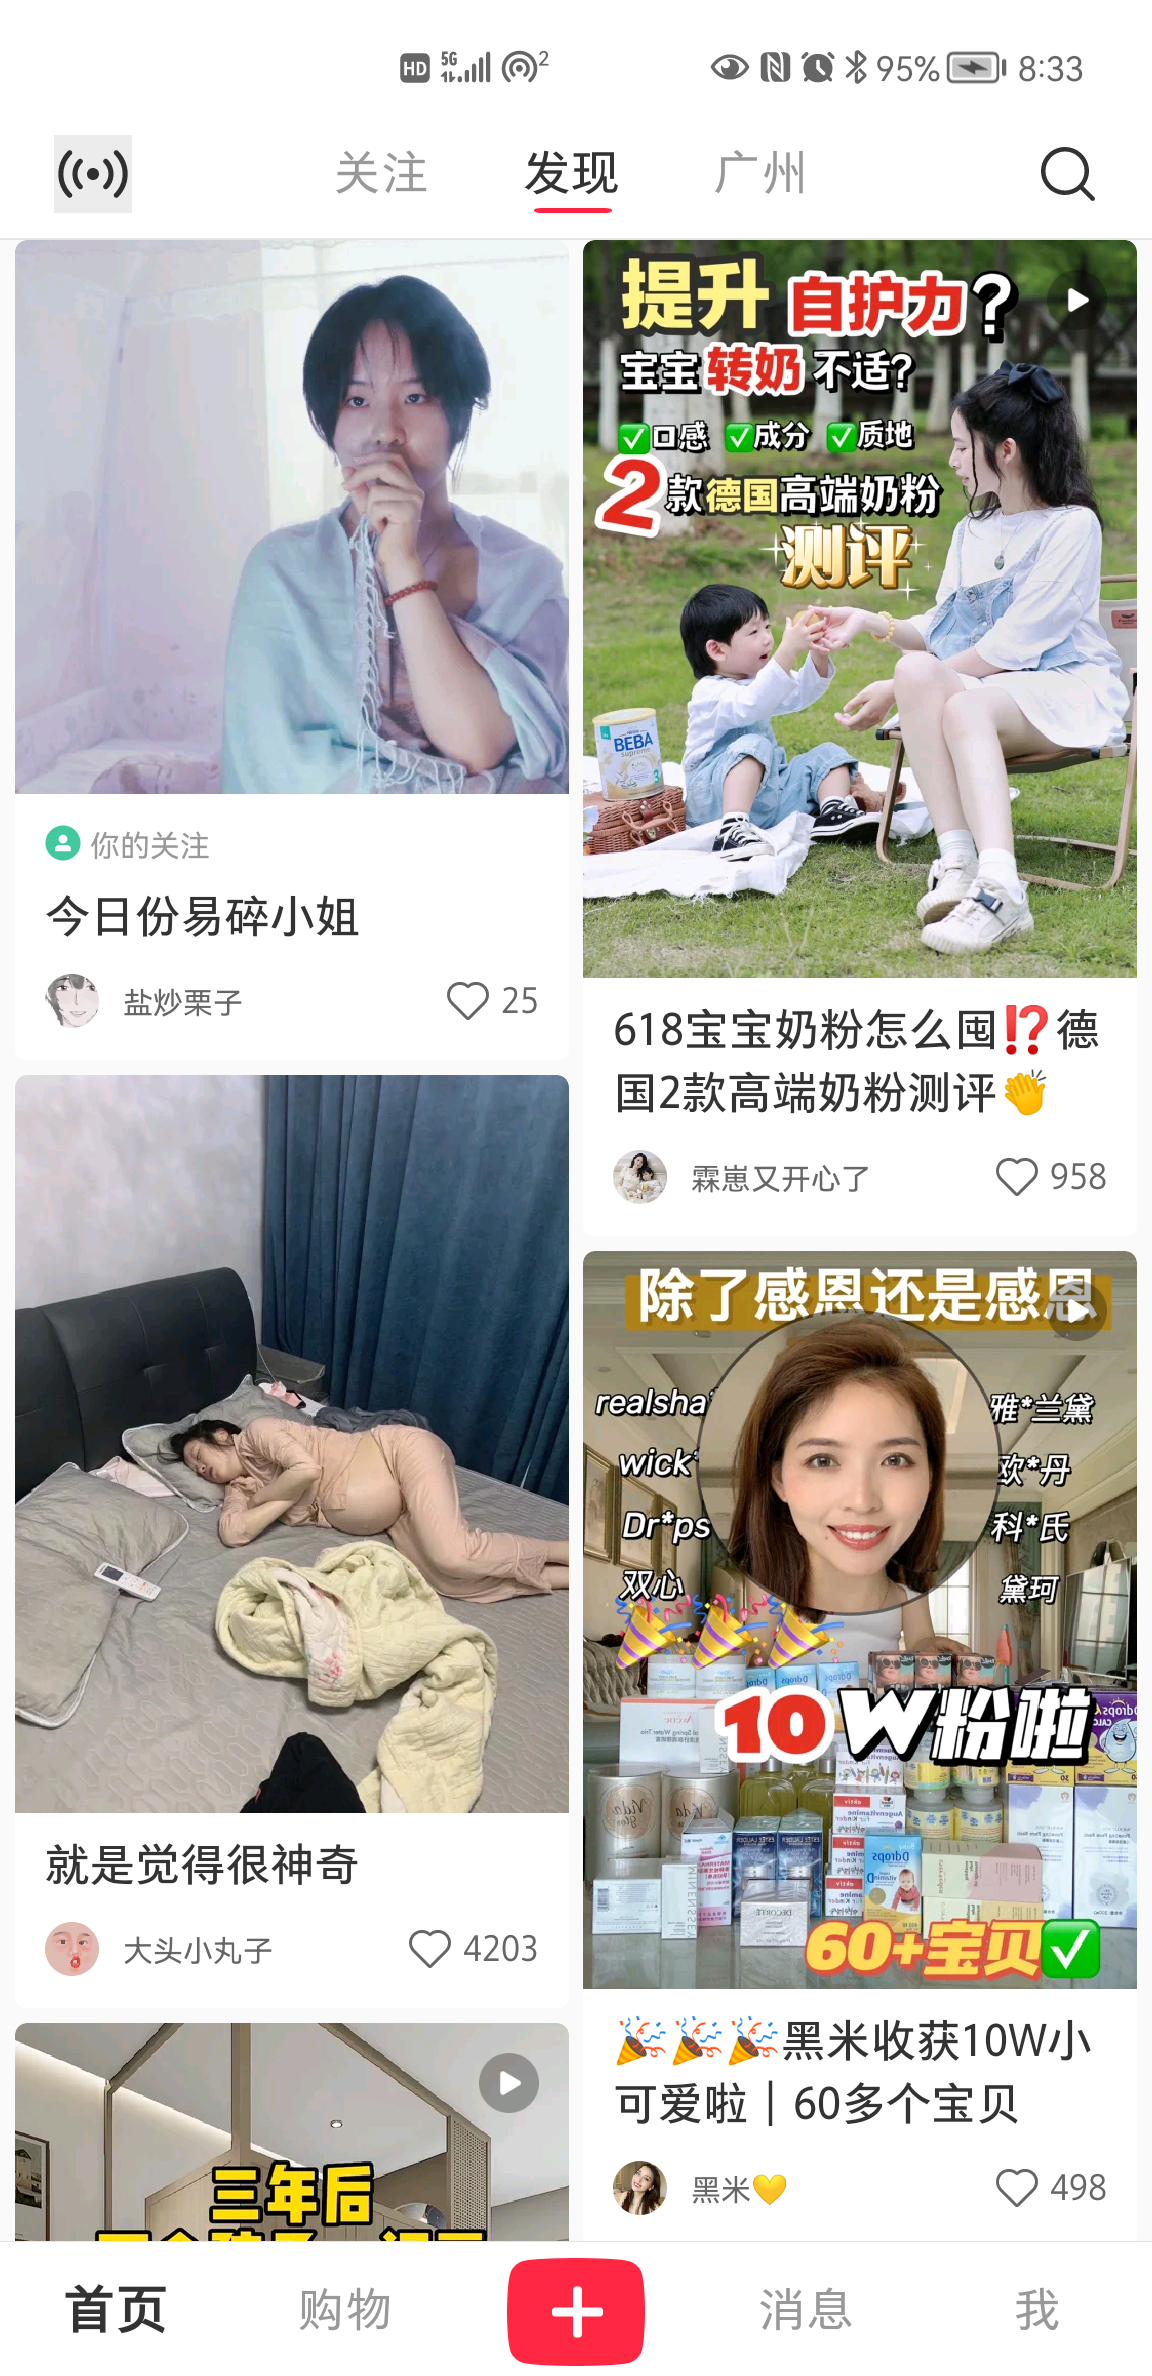 HD 5G 2 95% 8:33
关注 发现 广州
你的关注
今日份易碎小姐
盐炒栗子 25
提升 自护力?
宝宝转奶 不适?
✅口感 ✅成分 ✅质地
2款德国高端奶粉
测评
BEBA
supreme
3
618宝宝奶粉怎么囤⁉️德
国2款高端奶粉测评👏
霖崽又开心了 958
就是觉得很神奇
大头小丸子 4203
除了感恩还是感恩
realsha 雅*兰黛
wick* 欧*丹
Dr*ps 科*氏
双心 黛珂
10W粉啦
Ddrops
60+宝贝✅
🎉🎉🎉黑米收获10W小
可爱啦｜60多个宝贝
黑米💛 498
三年后
首页 购物 消息 我